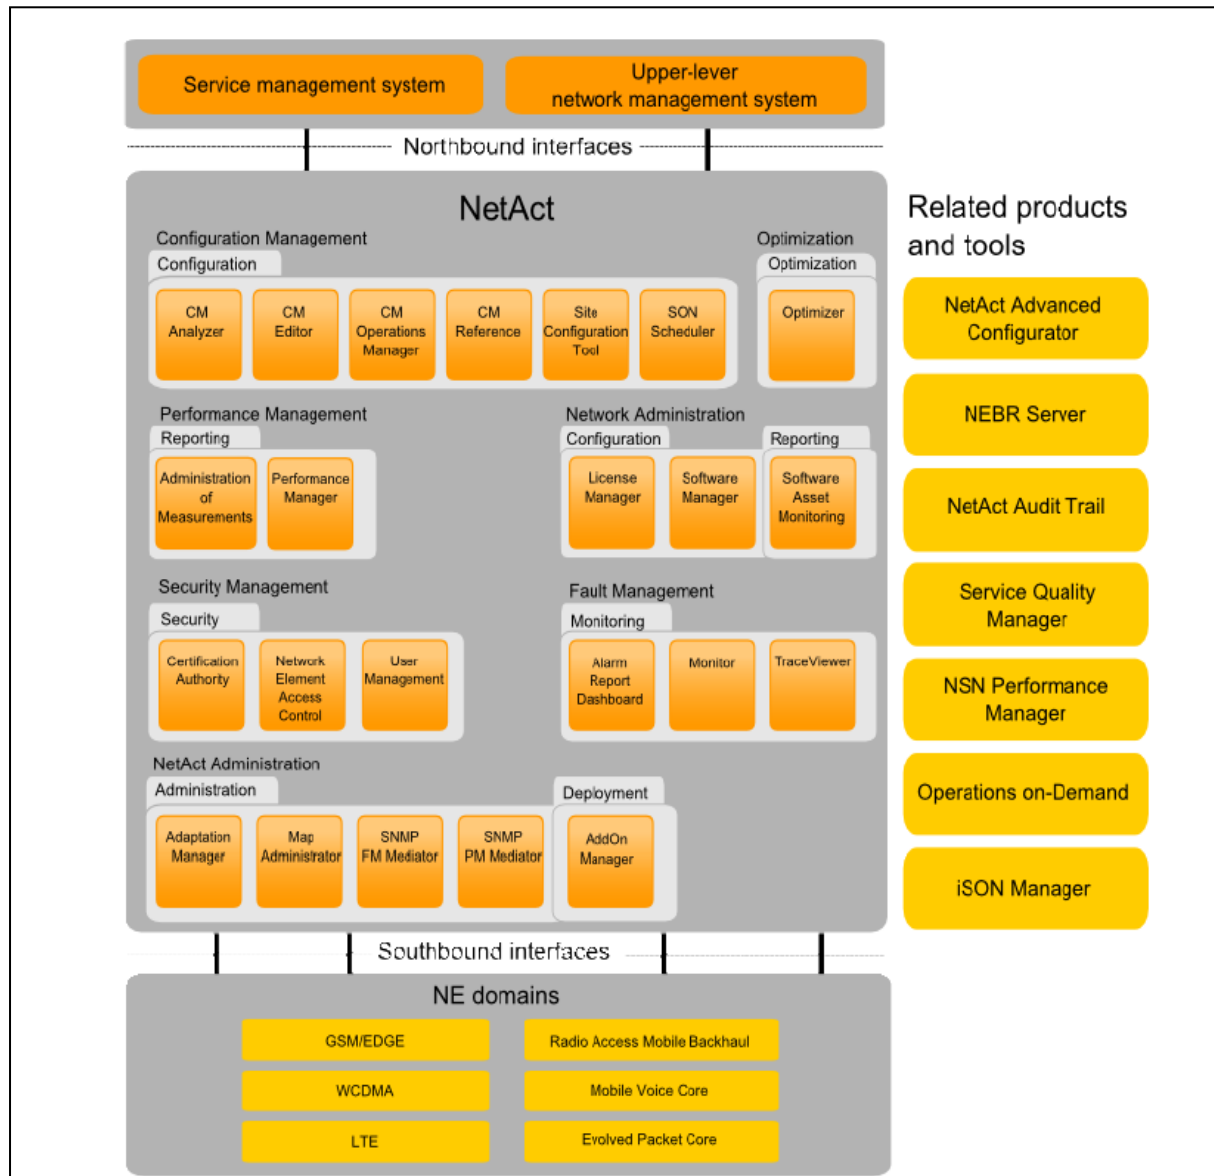 Service management system
Upper-lever
network management system
Northbound interfaces
NetAct
Configuration Management
Configuration
CM
Analyzer
CM
Editor
CM
Operations
Manager
CM
Reference
Site
Configuration
Tool
SON
Scheduler
Optimization
Optimization
Optimizer
Performance Management
Reporting
Administration
of
Measurements
Performance
Manager
Network Administration
Configuration
License
Manager
Software
Manager
Reporting
Software
Asset
Monitoring
Security Management
Security
Certification
Authority
Network
Element
Access
Control
User
Management
Fault Management
Monitoring
Alarm
Report
Dashboard
Monitor
TraceViewer
NetAct Administration
Administration
Adaptation
Manager
Map
Administrator
SNMP
FM Mediator
SNMP
PM Mediator
Deployment
AddOn
Manager
Related products
and tools
NetAct Advanced
Configurator
NEBR Server
NetAct Audit Trail
Service Quality
Manager
NSN Performance
Manager
Operations on-Demand
iSON Manager
Southbound interfaces
NE domains
GSM/EDGE
Radio Access Mobile Backhaul
WCDMA
Mobile Voice Core
LTE
Evolved Packet Core